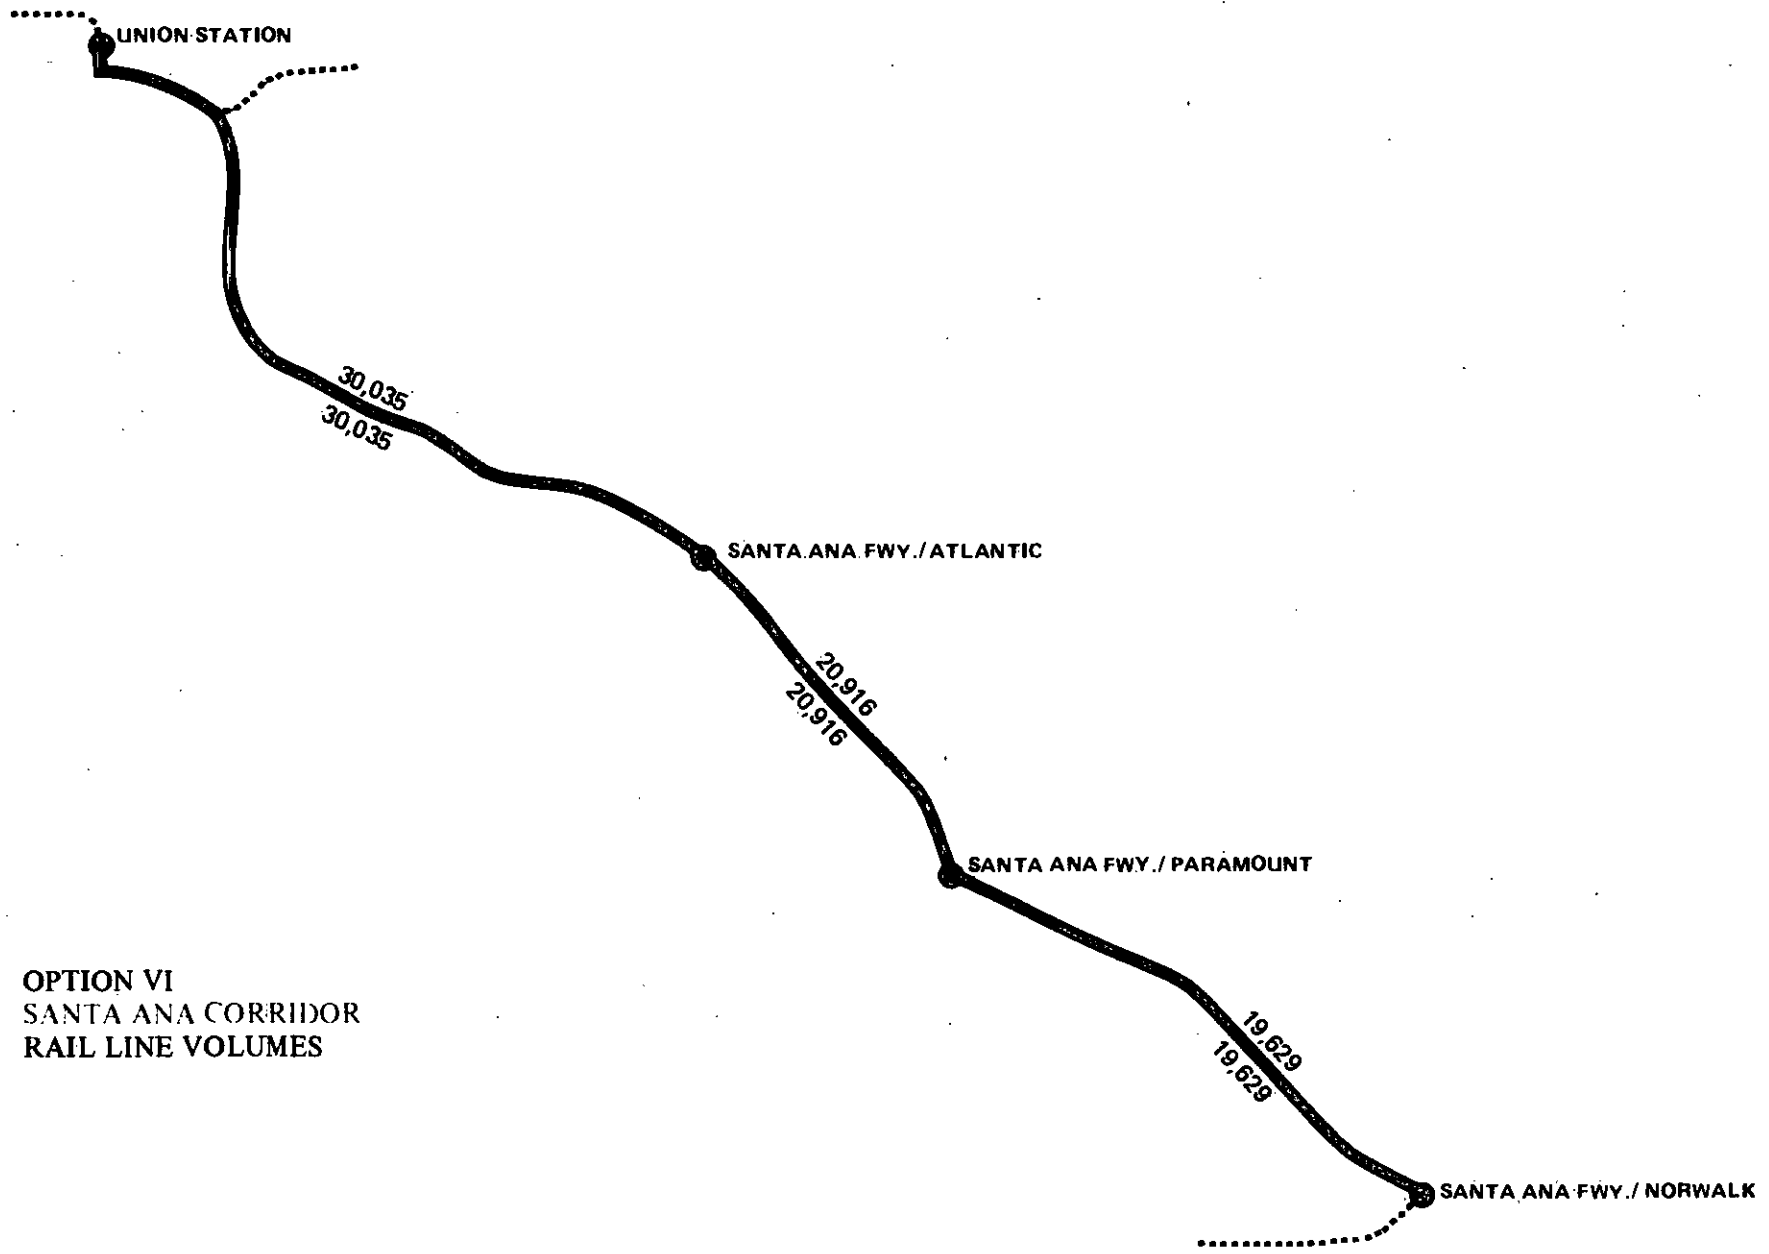 UNION STATION
30,035
30,035
SANTA ANA FWY./ATLANTIC
20,916
20,916
SANTA ANA FWY./ PARAMOUNT
OPTION VI
SANTA ANA CORRIDOR
RAIL LINE VOLUMES
19,629
19,629
SANTA ANA FWY./ NORWALK